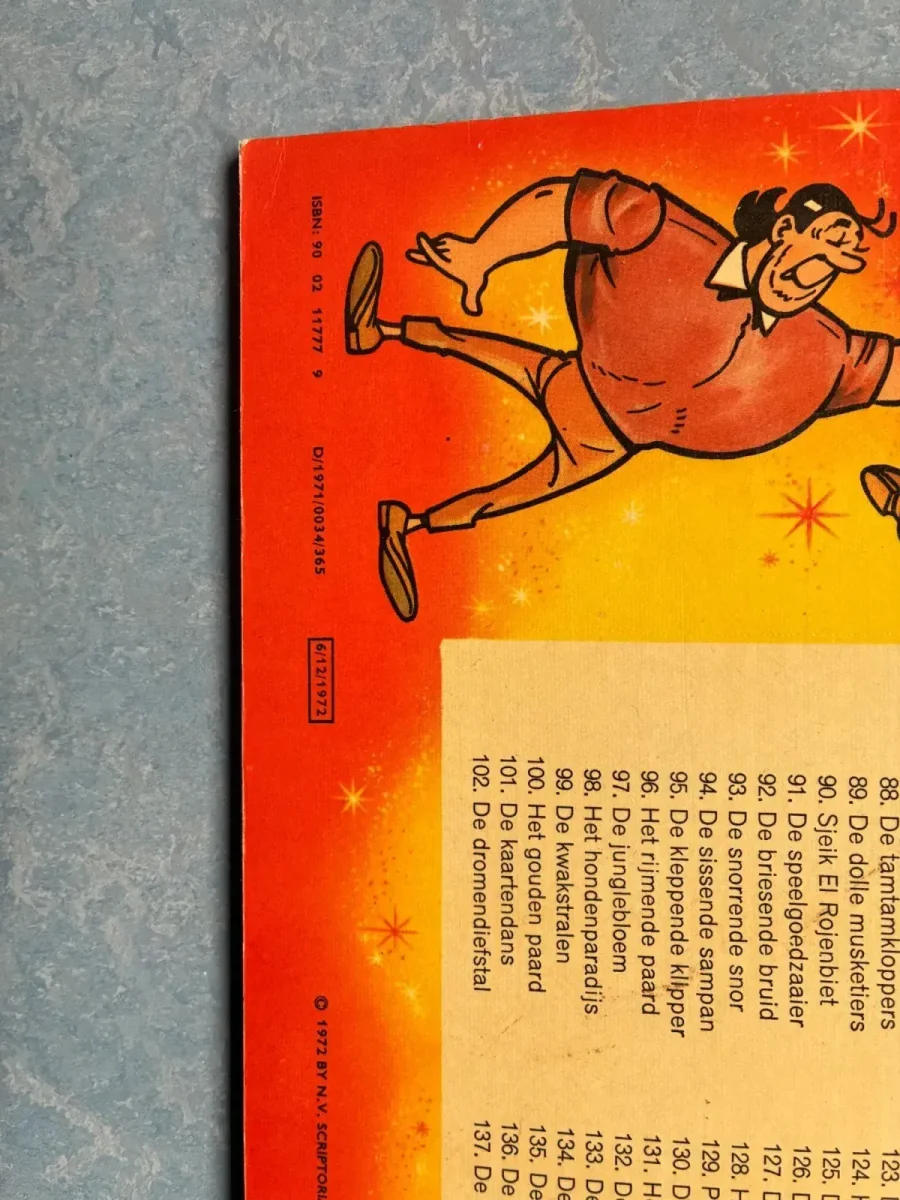 88. De tamtamkloppers
89. De dolle musketiers
90. Sjeik El Rojenbiet
91. De speelgoedzaaier
92. De briesende bruid
93. De snorrende snor
94. De sissende sampan
95. De kleppende klipper
96. Het rijmende paard
97. De junglebloem
98. Het hondenparadijs
99. De kwakstralen
100. Het gouden paard
101. De kaartendans
102. De dromendiefstal
123.
124.
125.
126.
127.
128.
129.
130.
131.
132.
133.
134. De
135. De
136. De
137. De
ISBN: 90 02 11777 9
D/1971/0034/365
6/12/1972
© 1972 BY N.V.